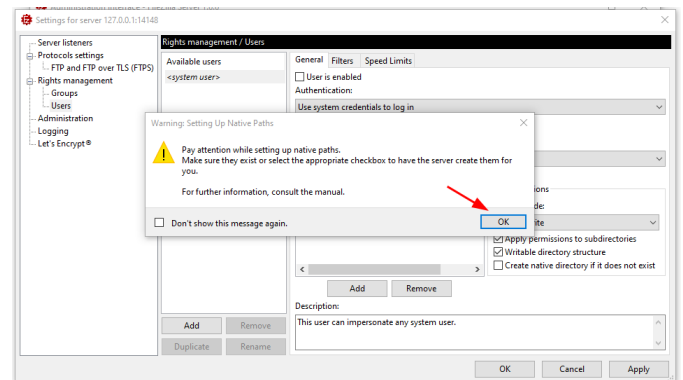 Settings for server 127.0.0.1:14148
Server listeners
Protocols settings
FTP and FTP over TLS (FTPS)
Rights management
Groups
Users
Administration
Logging
Let's Encrypt®
Rights management / Users
Available users
<system user>
General Filters Speed Limits
User is enabled
Authentication:
Use system credentials to log in
Warning: Setting Up Native Paths
Pay attention while setting up native paths.
Make sure they exist or select the appropriate checkbox to have the server create them for
you.
For further information, consult the manual.
Don't show this message again.
OK
Apply permissions to subdirectories
Writable directory structure
Create native directory if it does not exist
Add Remove
Description:
This user can impersonate any system user.
Add Remove
Duplicate Rename
OK Cancel Apply